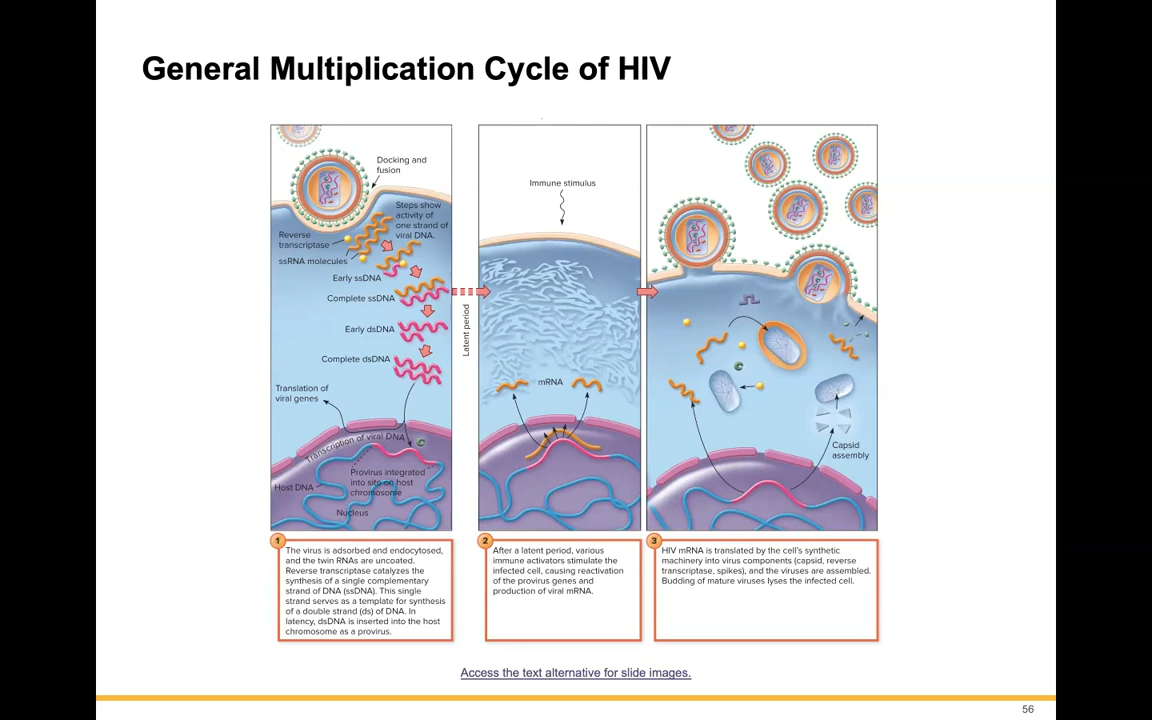 General Multiplication Cycle of HIV
Docking and
fusion
Steps show
activity of
one strand of
viral DNA.
Reverse
transcriptase
ssRNA molecules
Early ssDNA
Complete ssDNA
Early dsDNA
Complete dsDNA
Translation of
viral genes
Transcription of viral DNA
Provirus integrated
into site on host
chromosome
Host DNA
Nucleus
Latent period
Immune stimulus
mRNA
Capsid
assembly
1
The virus is adsorbed and endocytosed,
and the twin RNAs are uncoated.
Reverse transcriptase catalyzes the
synthesis of a single complementary
strand of DNA (ssDNA). This single
strand serves as a template for synthesis
of a double strand (ds) of DNA. In
latency, dsDNA is inserted into the host
chromosome as a provirus.
2
After a latent period, various
immune activators stimulate the
infected cell, causing reactivation
of the provirus genes and
production of viral mRNA.
3
HIV mRNA is translated by the cell's synthetic
machinery into virus components (capsid, reverse
transcriptase, spikes), and the viruses are assembled.
Budding of mature viruses lyses the infected cell.
Access the text alternative for slide images.
56